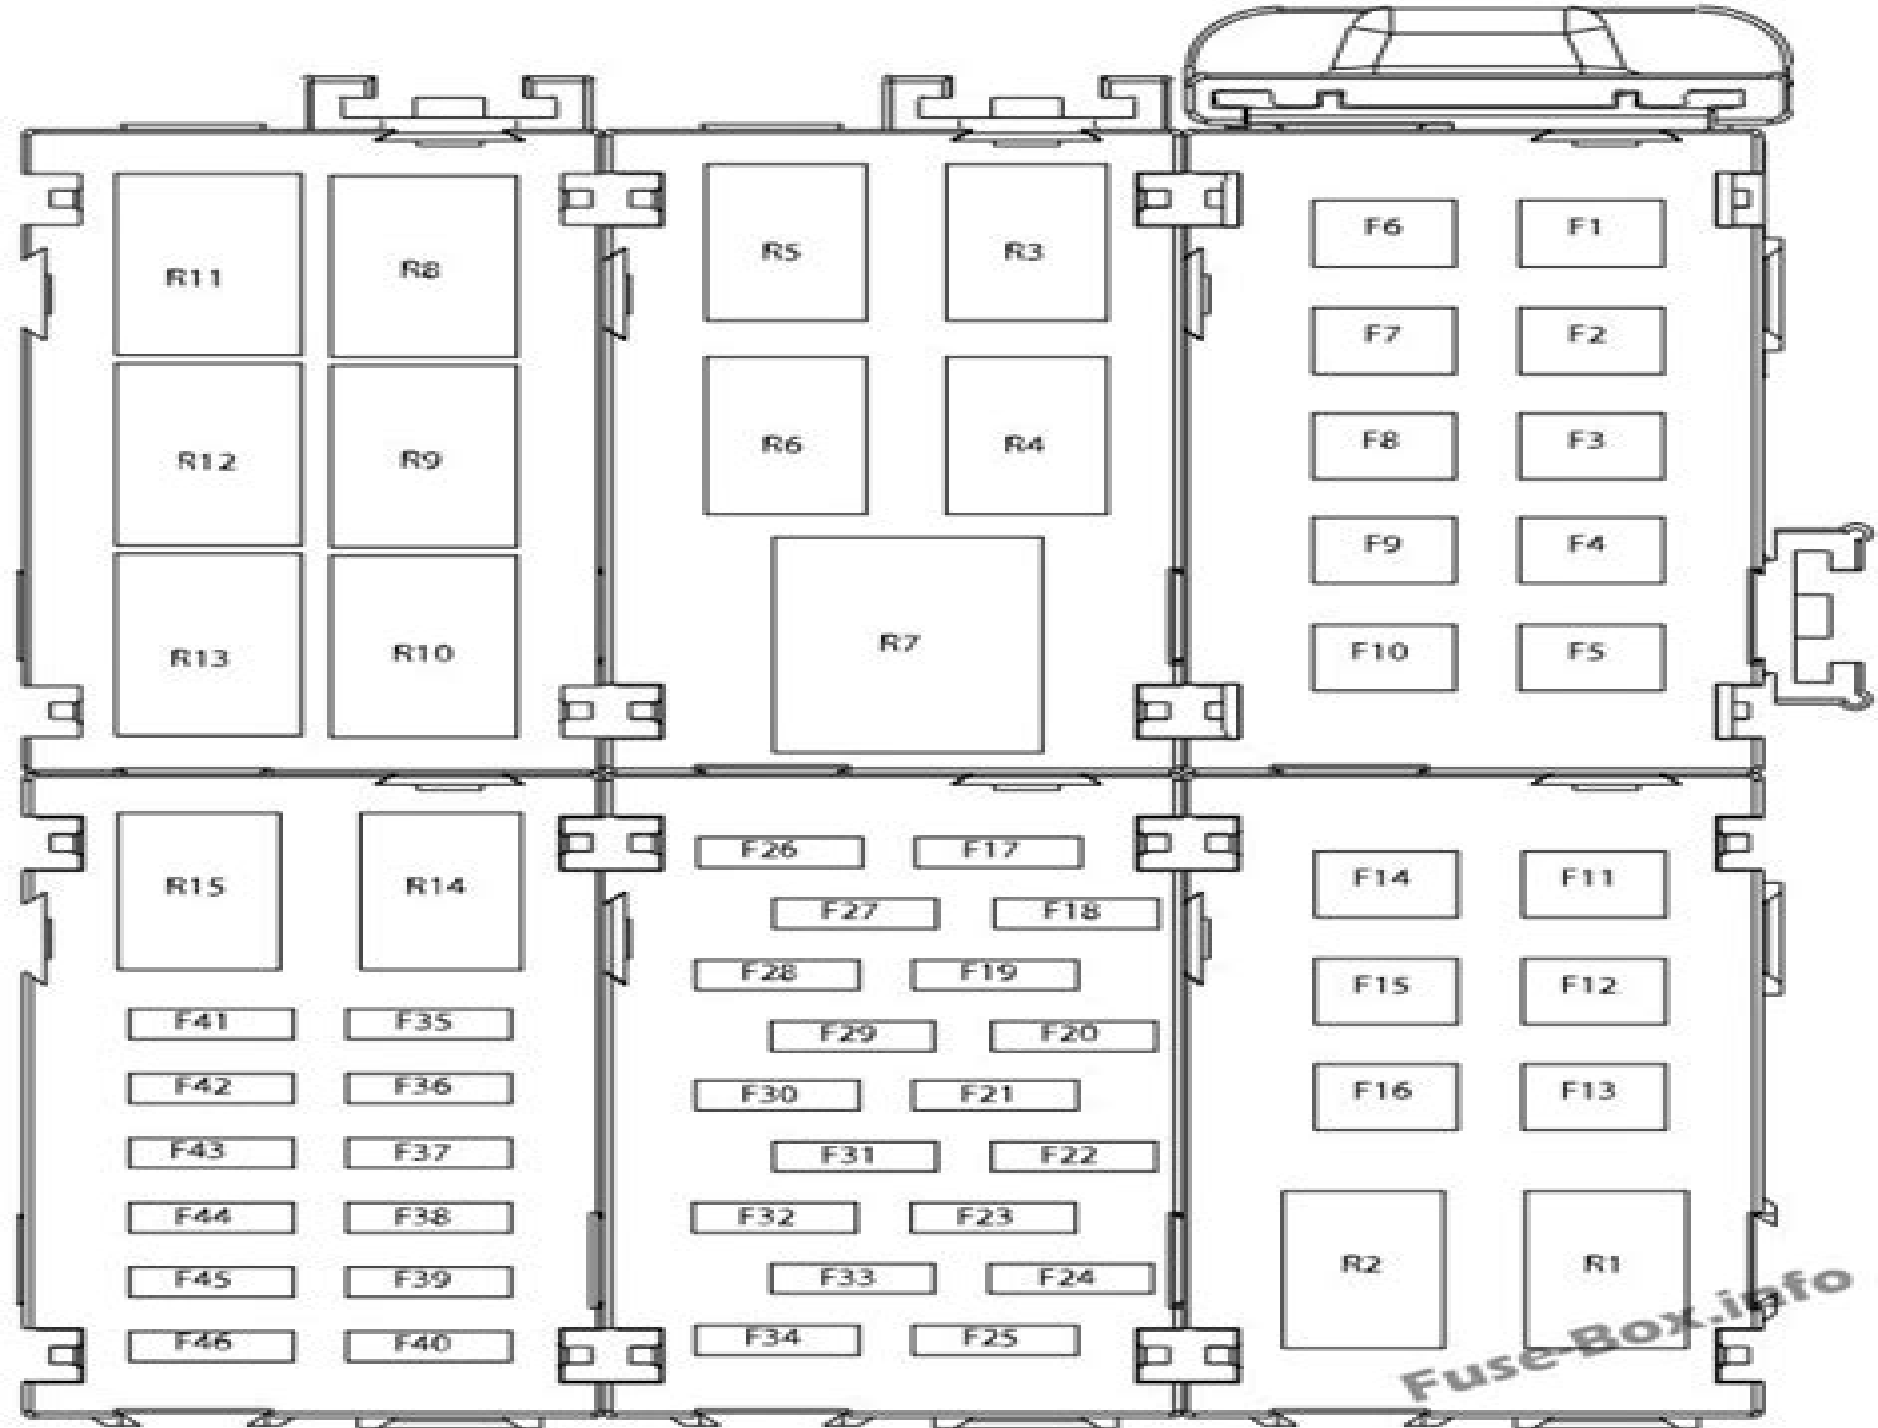 R11 R8 R5 R3 F6 F1
F7 F2
R12 R9 R6 R4 F8 F3
F9 F4
R13 R10 R7 F10 F5
R15 R14 F26 F17 F14 F11
F27 F18
F28 F19 F15 F12
F41 F35 F29 F20
F42 F36 F30 F21 F16 F13
F43 F37 F31 F22
F44 F38 F32 F23
F45 F39 F33 F24 R2 R1
F46 F40 F34 F25
Fuse-Box.info